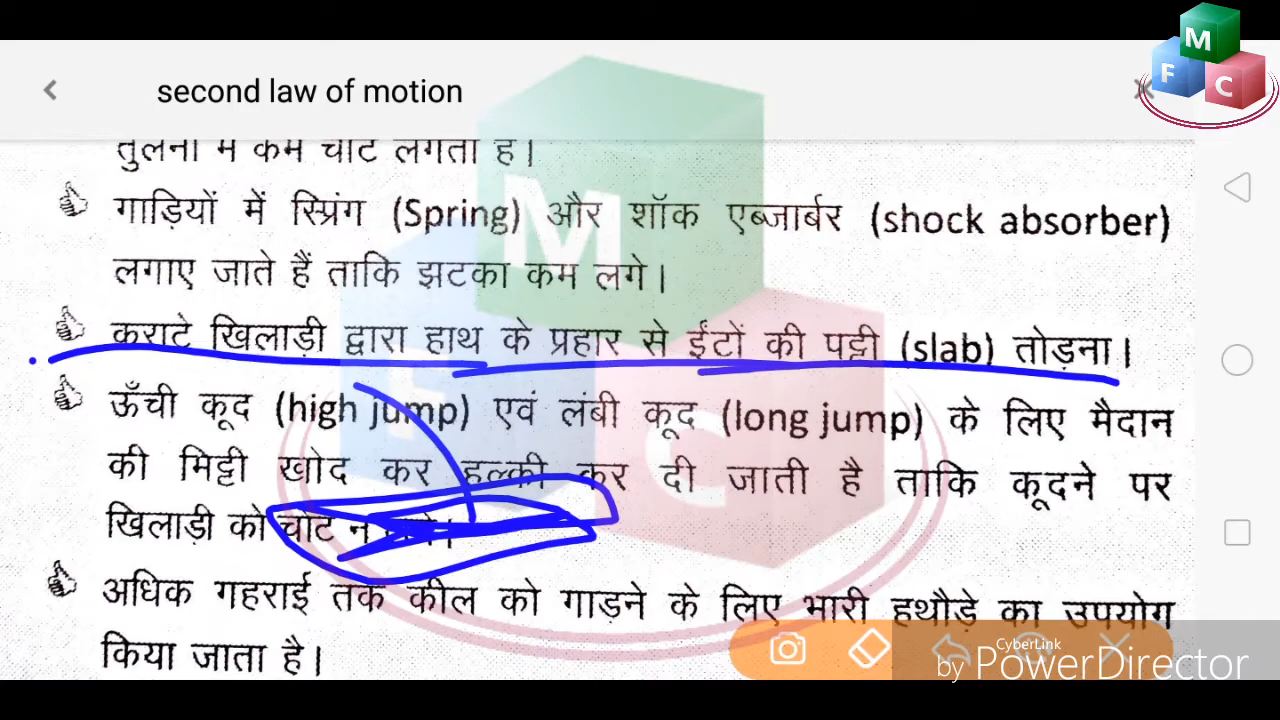 second law of motion
M
F
C
तुलना में कम चोट लगती है।
गाड़ियों में स्प्रिंग (Spring) और शॉक एब्जार्बर (shock absorber)
लगाए जाते हैं ताकि झटका कम लगे।
कराटे खिलाड़ी द्वारा हाथ के प्रहार से ईंटों की पट्टी (slab) तोड़ना।
ऊँची कूद (high jump) एवं लंबी कूद (long jump) के लिए मैदान
की मिट्टी खोद कर हल्की कर दी जाती है ताकि कूदने पर
खिलाड़ी को चोट न
अधिक गहराई तक कील को गाड़ने के लिए भारी हथौड़े का उपयोग
किया जाता है।
M
F
C
CyberLink
by PowerDirector